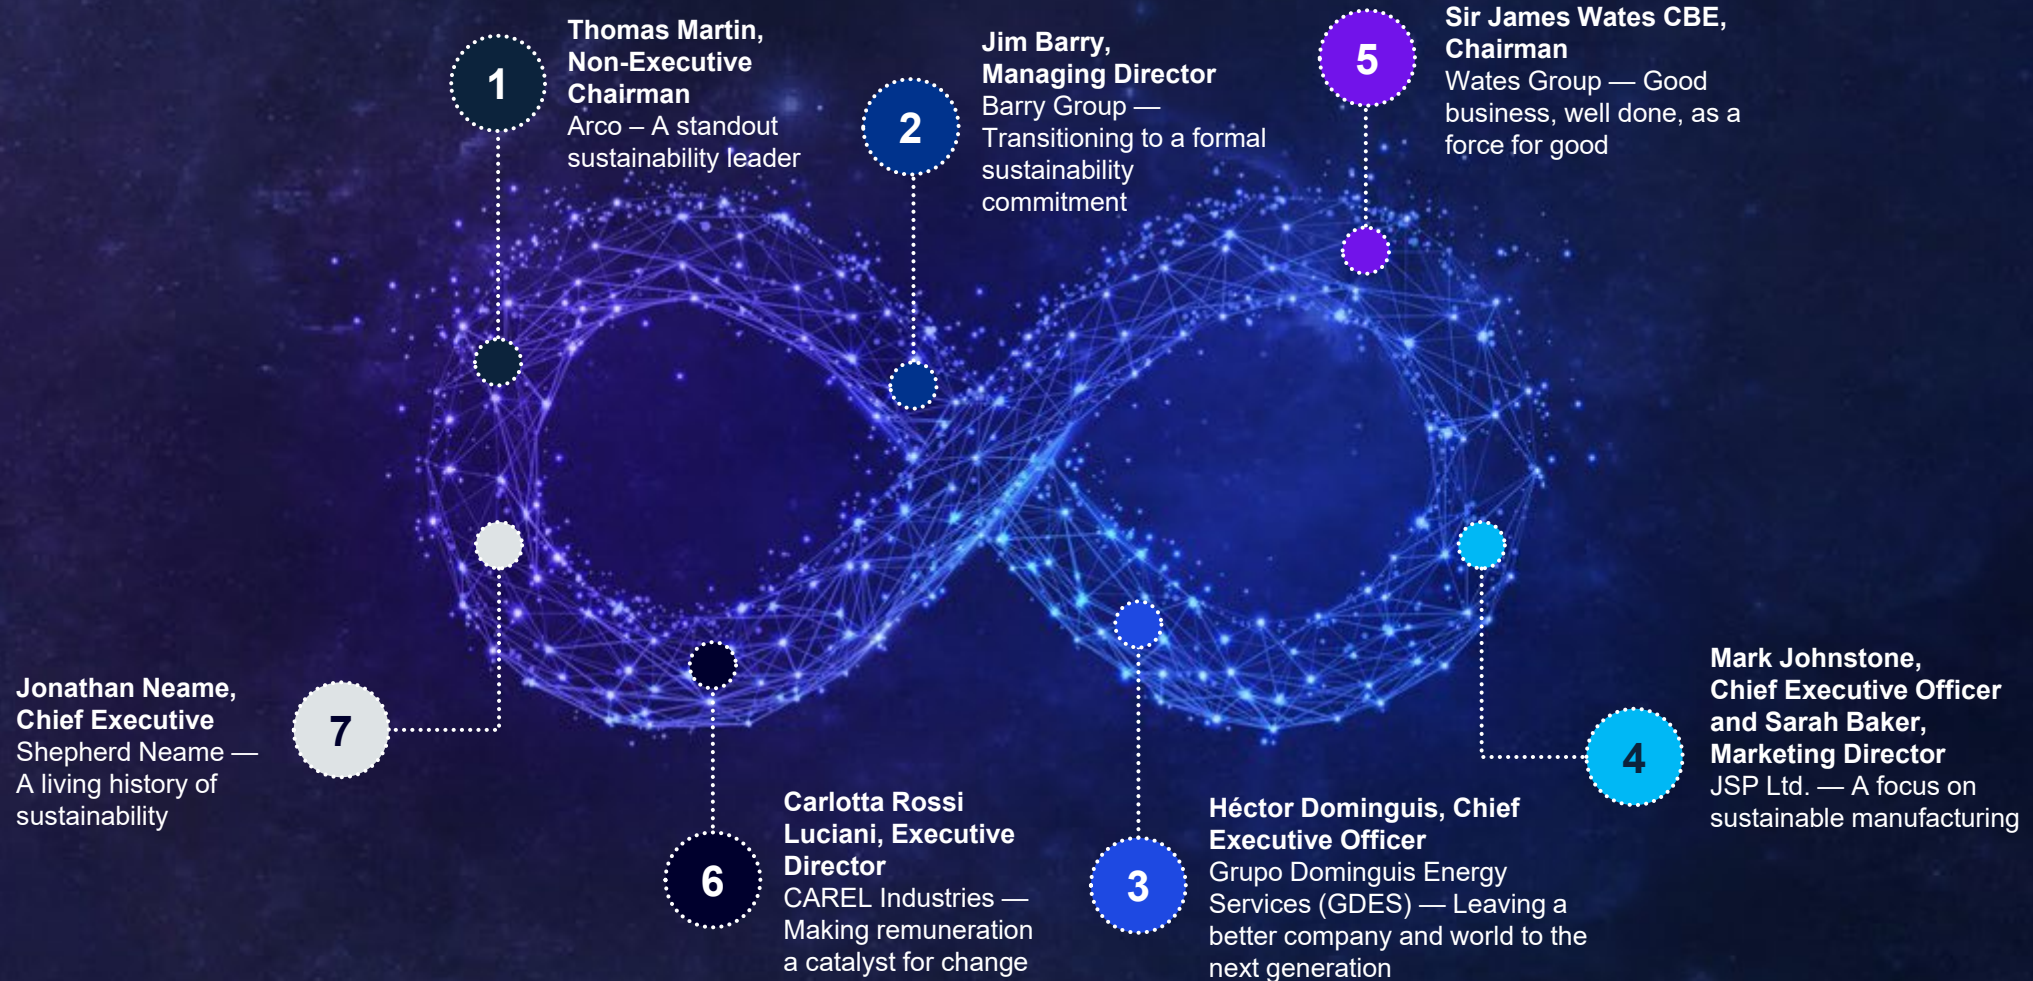 1
Thomas Martin,
Non-Executive
Chairman
Arco – A standout
sustainability leader
2
Jim Barry,
Managing Director
Barry Group —
Transitioning to a formal
sustainability
commitment
5
Sir James Wates CBE,
Chairman
Wates Group — Good
business, well done, as a
force for good
Jonathan Neame,
Chief Executive
Shepherd Neame —
A living history of
sustainability
7
6
Carlotta Rossi
Luciani, Executive
Director
CAREL Industries —
Making remuneration
a catalyst for change
3
Héctor Dominguis, Chief
Executive Officer
Grupo Dominguis Energy
Services (GDES) — Leaving a
better company and world to the
next generation
4
Mark Johnstone,
Chief Executive Officer
and Sarah Baker,
Marketing Director
JSP Ltd. — A focus on
sustainable manufacturing